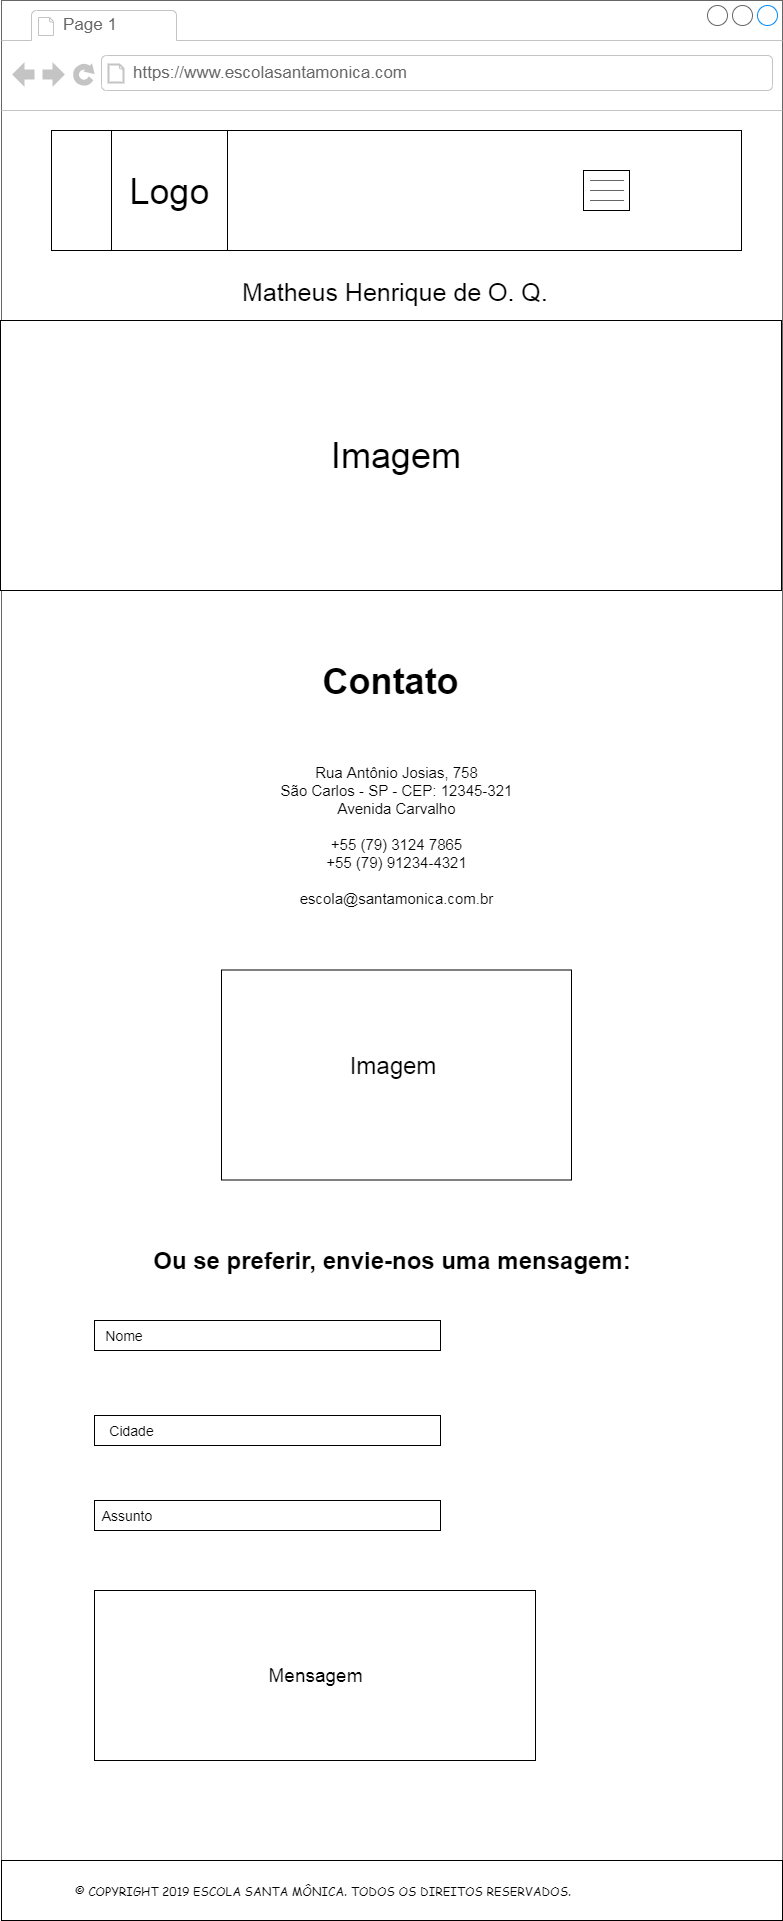 Page 1
https://www.escolasantamonica.com
Logo
Matheus Henrique de O. Q.
Imagem
Contato
Rua Antônio Josias, 758
São Carlos - SP - CEP: 12345-321
Avenida Carvalho
+55 (79) 3124 7865
+55 (79) 91234-4321
escola@santamonica.com.br
Imagem
Ou se preferir, envie-nos uma mensagem:
Nome
Cidade
Assunto
Mensagem
© COPYRIGHT 2019 ESCOLA SANTA MÔNICA. TODOS OS DIREITOS RESERVADOS.